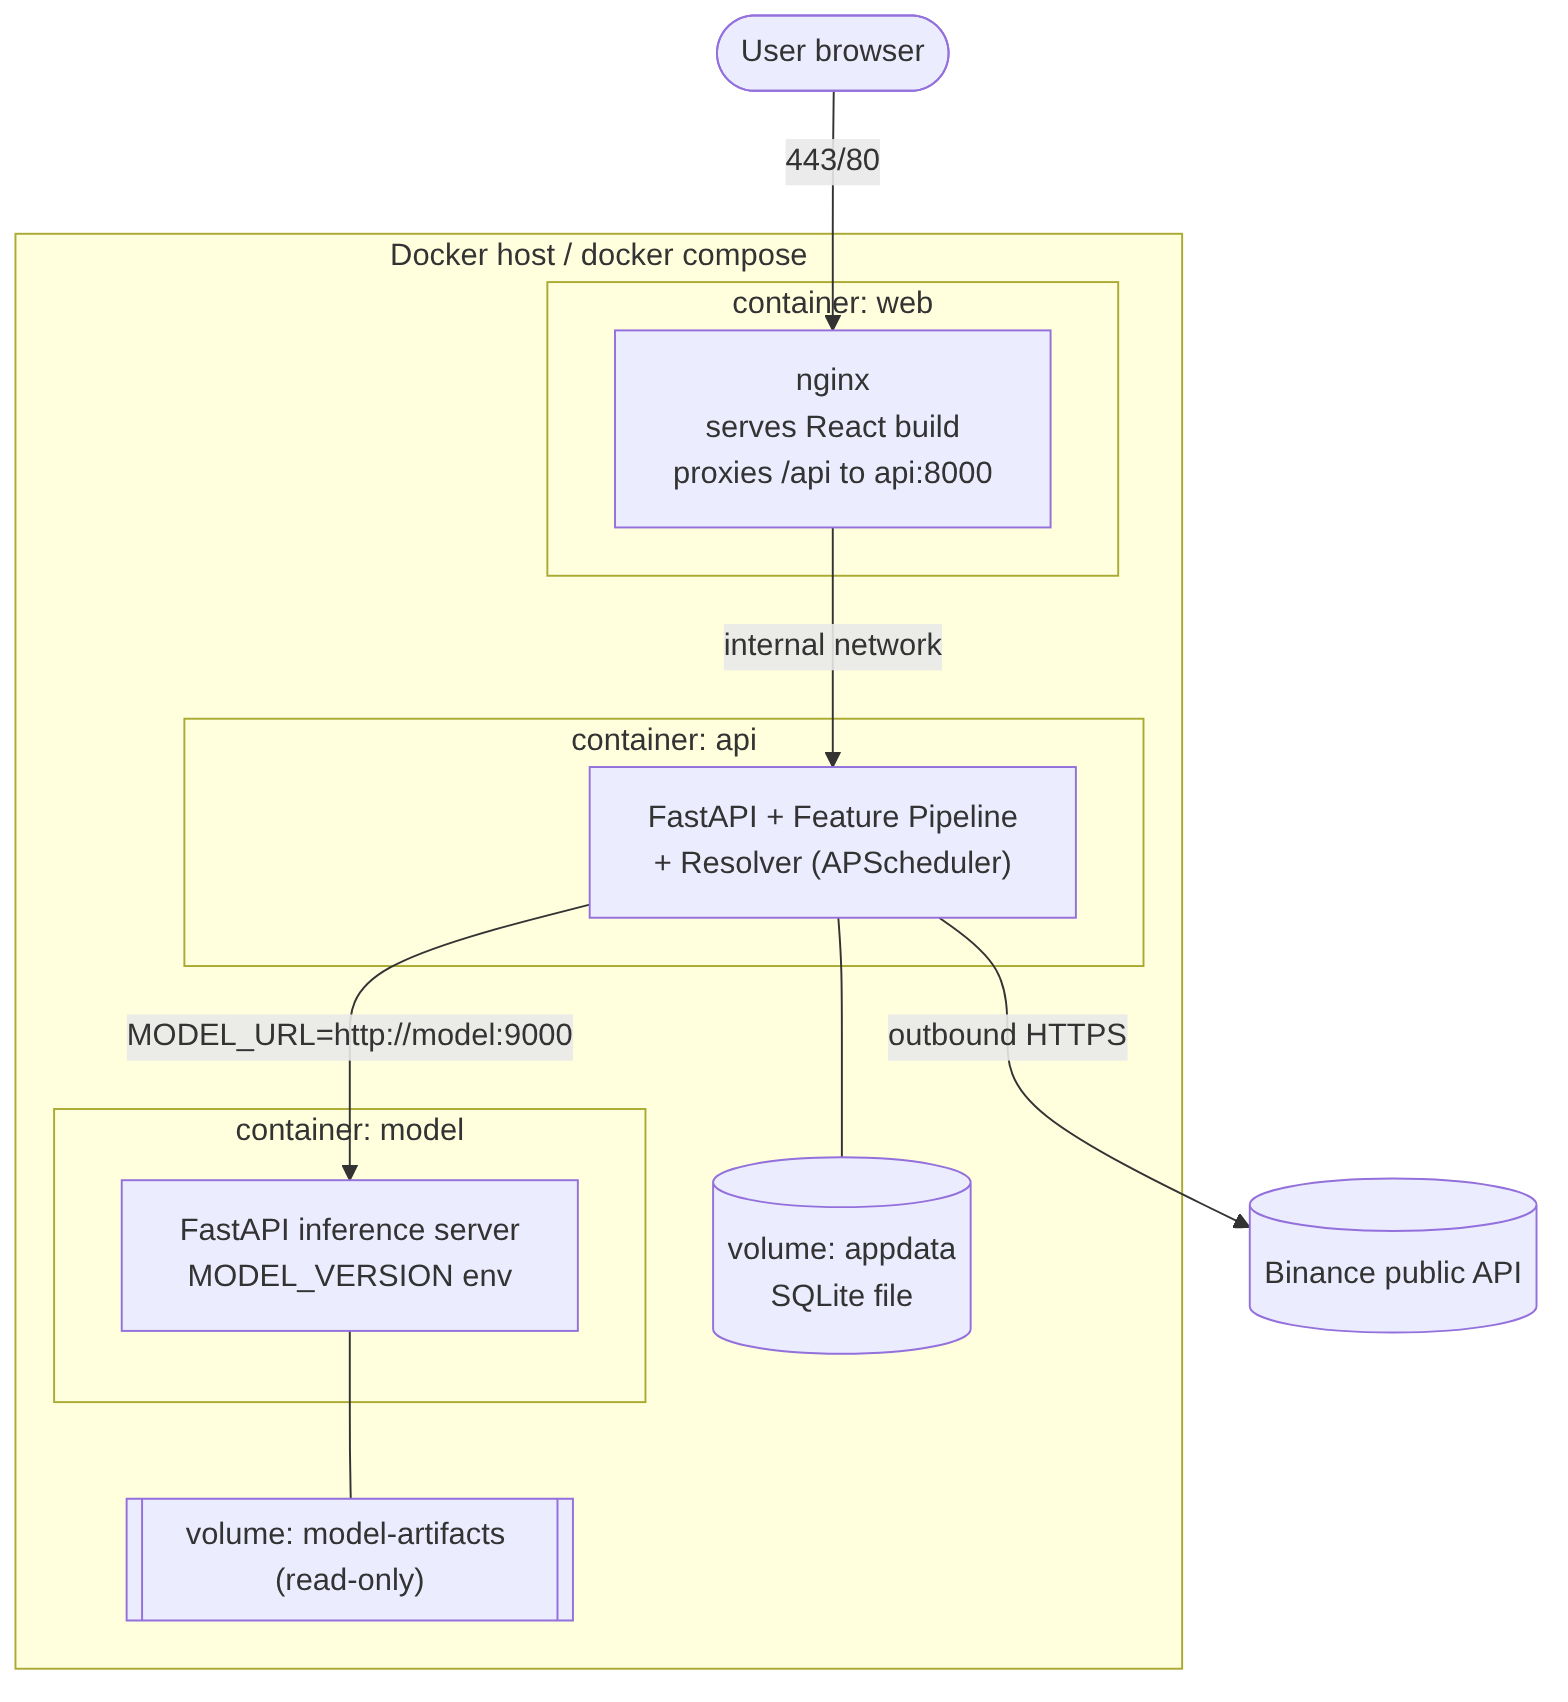 User browser
443/80
Docker host / docker compose
container: web
nginx
serves React build
proxies /api to api:8000
internal network
container: api
FastAPI + Feature Pipeline
+ Resolver (APScheduler)
MODEL_URL=http://model:9000
outbound HTTPS
container: model
FastAPI inference server
MODEL_VERSION env
volume: appdata
SQLite file
Binance public API
volume: model-artifacts
(read-only)